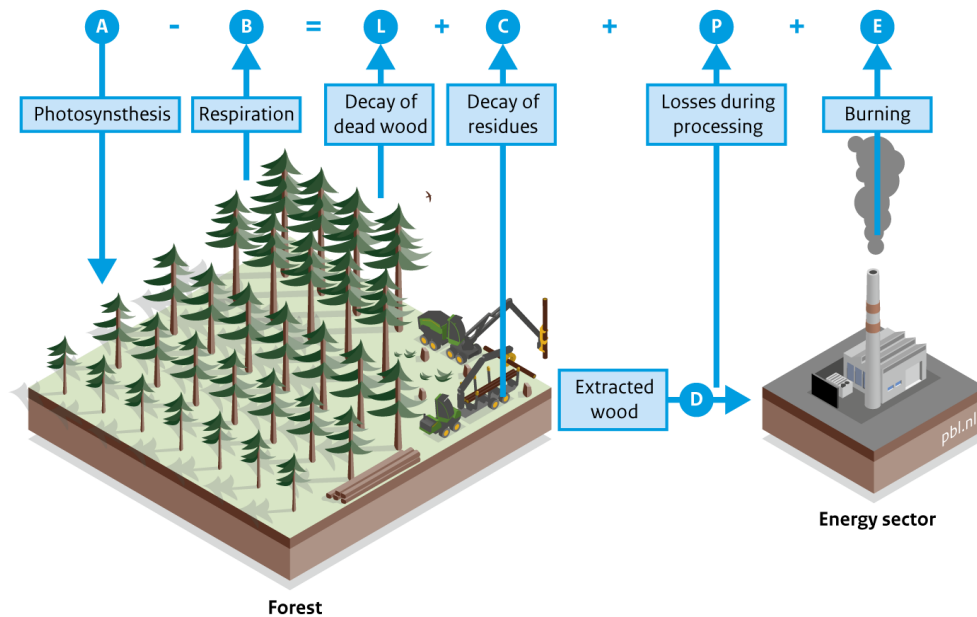 A - B = L + C + P + E
Photosynsthesis
Respiration
Decay of
dead wood
Decay of
residues
Losses during
processing
Burning
Extracted
wood
D
pbl.nl
Energy sector
Forest